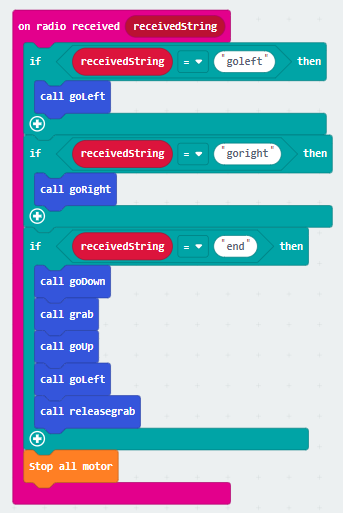 on radio received receivedString
if receivedString = "goleft" then
call goLeft
if receivedString = "goright" then
call goRight
if receivedString = "end" then
call goDown
call grab
call goUp
call goLeft
call releasegrab
Stop all motor